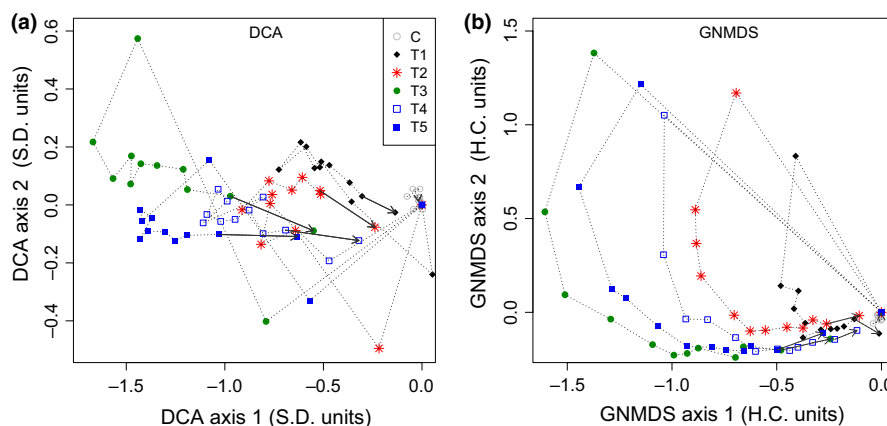 (a)
DCA
DCA axis 2 (S.D. units)
0.6
0.4
0.2
0.0
−0.4
−1.5
−1.0
−0.5
0.0
DCA axis 1 (S.D. units)
C
T1
T2
T3
T4
T5
(b)
GNMDS
GNMDS axis 2 (H.C. units)
1.5
1.0
0.5
0.0
−1.5
−1.0
−0.5
0.0
GNMDS axis 1 (H.C. units)